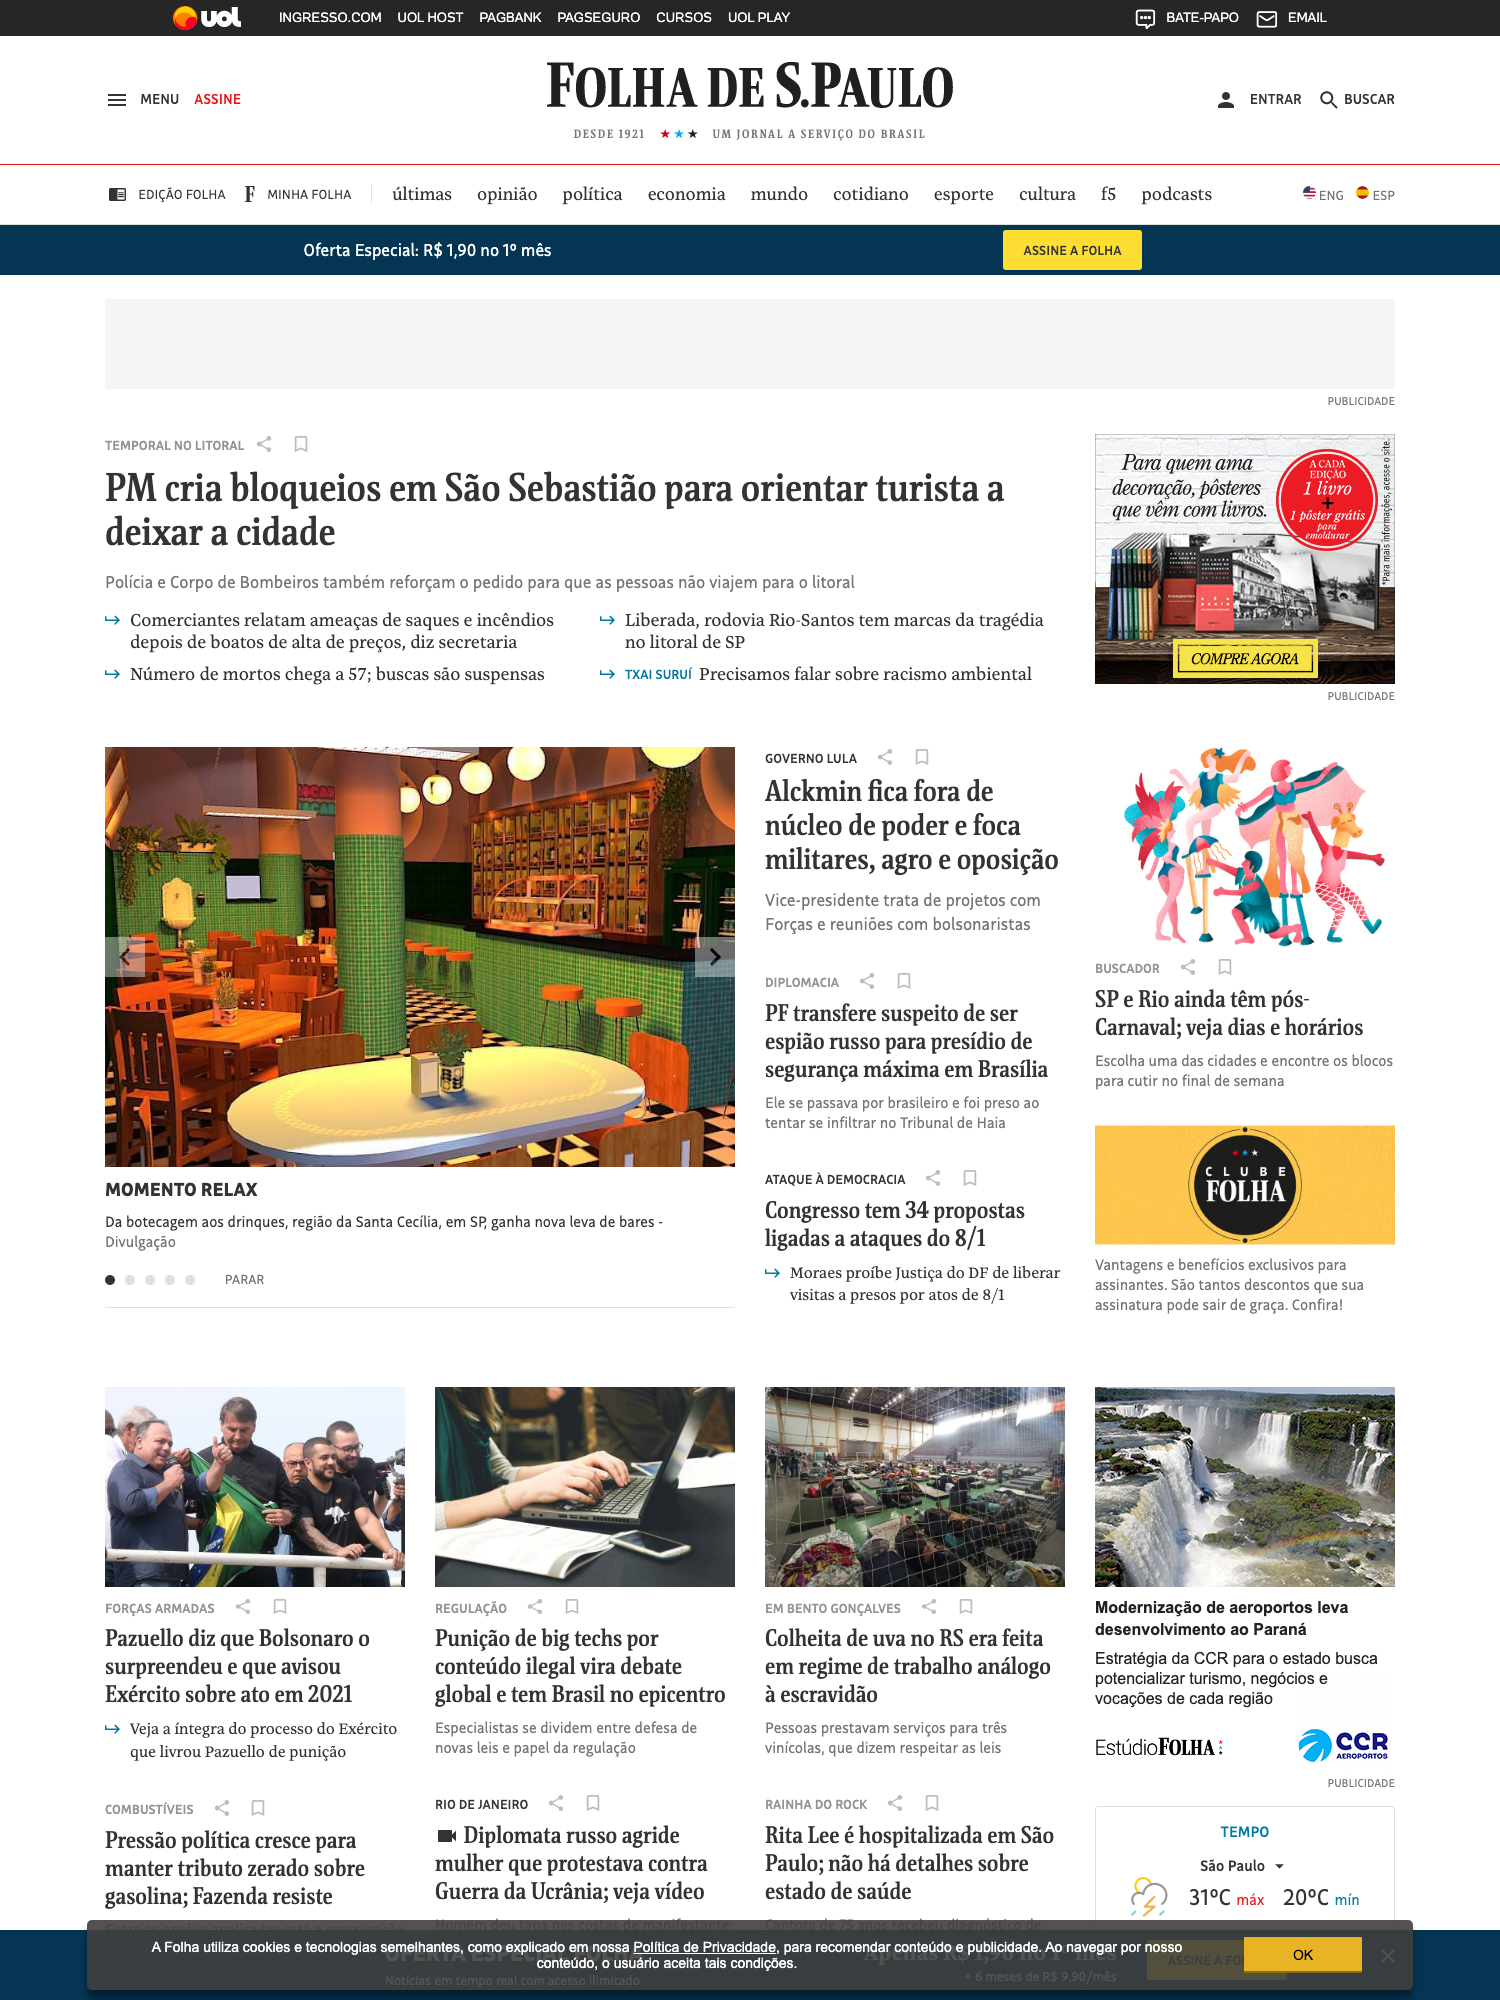 uol INGRESSO.COM UOL HOST PAGBANK PAGSEGURO CURSOS UOL PLAY BATE-PAPO EMAIL
MENU ASSINE
FOLHA DE S.PAULO
DESDE 1921 ★★★ UM JORNAL A SERVIÇO DO BRASIL
ENTRAR BUSCAR
EDIÇÃO FOLHA F MINHA FOLHA últimas opinião política economia mundo cotidiano esporte cultura f5 podcasts ENG ESP
Oferta Especial: R$ 1,90 no 1º mês ASSINE A FOLHA
PUBLICIDADE
TEMPORAL NO LITORAL
PM cria bloqueios em São Sebastião para orientar turista a
deixar a cidade
Polícia e Corpo de Bombeiros também reforçam o pedido para que as pessoas não viajem para o litoral
Comerciantes relatam ameaças de saques e incêndios
depois de boatos de alta de preços, diz secretaria
Número de mortos chega a 57; buscas são suspensas
Liberada, rodovia Rio-Santos tem marcas da tragédia
no litoral de SP
TXAI SURUÍ Precisamos falar sobre racismo ambiental
Para quem ama
decoração, pôsteres
que vêm com livros.
A CADA
EDIÇÃO
1 livro
+
1 pôster grátis
para
emoldurar
*Para mais informações, acesse o site.
COMPRE AGORA
PUBLICIDADE
MOMENTO RELAX
Da botecagem aos drinques, região da Santa Cecília, em SP, ganha nova leva de bares -
Divulgação
PARAR
GOVERNO LULA
Alckmin fica fora de
núcleo de poder e foca
militares, agro e oposição
Vice-presidente trata de projetos com
Forças e reuniões com bolsonaristas
DIPLOMACIA
PF transfere suspeito de ser
espião russo para presídio de
segurança máxima em Brasília
Ele se passava por brasileiro e foi preso ao
tentar se infiltrar no Tribunal de Haia
ATAQUE À DEMOCRACIA
Congresso tem 34 propostas
ligadas a ataques do 8/1
Moraes proíbe Justiça do DF de liberar
visitas a presos por atos de 8/1
BUSCADOR
SP e Rio ainda têm pós-
Carnaval; veja dias e horários
Escolha uma das cidades e encontre os blocos
para cutir no final de semana
CLUBE
FOLHA
Vantagens e benefícios exclusivos para
assinantes. São tantos descontos que sua
assinatura pode sair de graça. Confira!
FORÇAS ARMADAS
Pazuello diz que Bolsonaro o
surpreendeu e que avisou
Exército sobre ato em 2021
Veja a íntegra do processo do Exército
que livrou Pazuello de punição
COMBUSTÍVEIS
Pressão política cresce para
manter tributo zerado sobre
gasolina; Fazenda resiste
REGULAÇÃO
Punição de big techs por
conteúdo ilegal vira debate
global e tem Brasil no epicentro
Especialistas se dividem entre defesa de
novas leis e papel da regulação
RIO DE JANEIRO
Diplomata russo agride
mulher que protestava contra
Guerra da Ucrânia; veja vídeo
Homem deu tapa nas costas de manifestante
EM BENTO GONÇALVES
Colheita de uva no RS era feita
em regime de trabalho análogo
à escravidão
Pessoas prestavam serviços para três
vinícolas, que dizem respeitar as leis
RAINHA DO ROCK
Rita Lee é hospitalizada em São
Paulo; não há detalhes sobre
estado de saúde
Cantora de 75 anos recebeu diagnóstico de
Modernização de aeroportos leva
desenvolvimento ao Paraná
Estratégia da CCR para o estado busca
potencializar turismo, negócios e
vocações de cada região
EstúdioFOLHA CCR
AEROPORTOS
PUBLICIDADE
TEMPO
São Paulo
31ºC máx 20ºC mín
A Folha utiliza cookies e tecnologias semelhantes, como explicado em nossa Política de Privacidade, para recomendar conteúdo e publicidade. Ao navegar por nosso
conteúdo, o usuário aceita tais condições.
OK
Apenas R$ 1,90 no 1º mês
Notícias em tempo real com acesso ilimitado
+ 6 meses de R$ 9,90/mês
ASSINE A FO